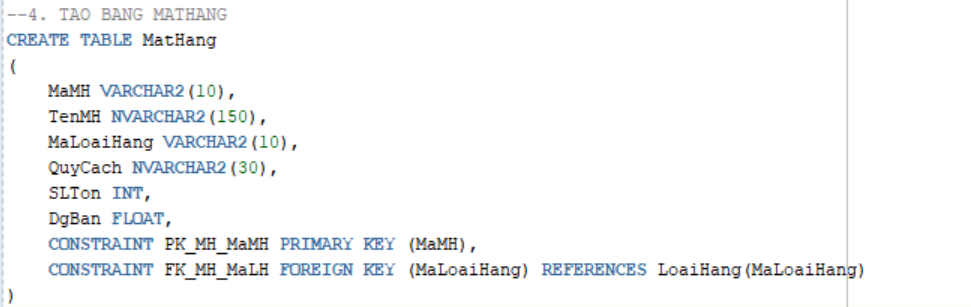 --4. TAO BANG MATHANG
CREATE TABLE MatHang
(
MaMH VARCHAR2(10),
TenMH NVARCHAR2(150),
MaLoaiHang VARCHAR2(10),
QuyCach NVARCHAR2(30),
SLTon INT,
DgBan FLOAT,
CONSTRAINT PK_MH_MaMH PRIMARY KEY (MaMH),
CONSTRAINT FK_MH_MaLH FOREIGN KEY (MaLoaiHang) REFERENCES LoaiHang(MaLoaiHang)
)